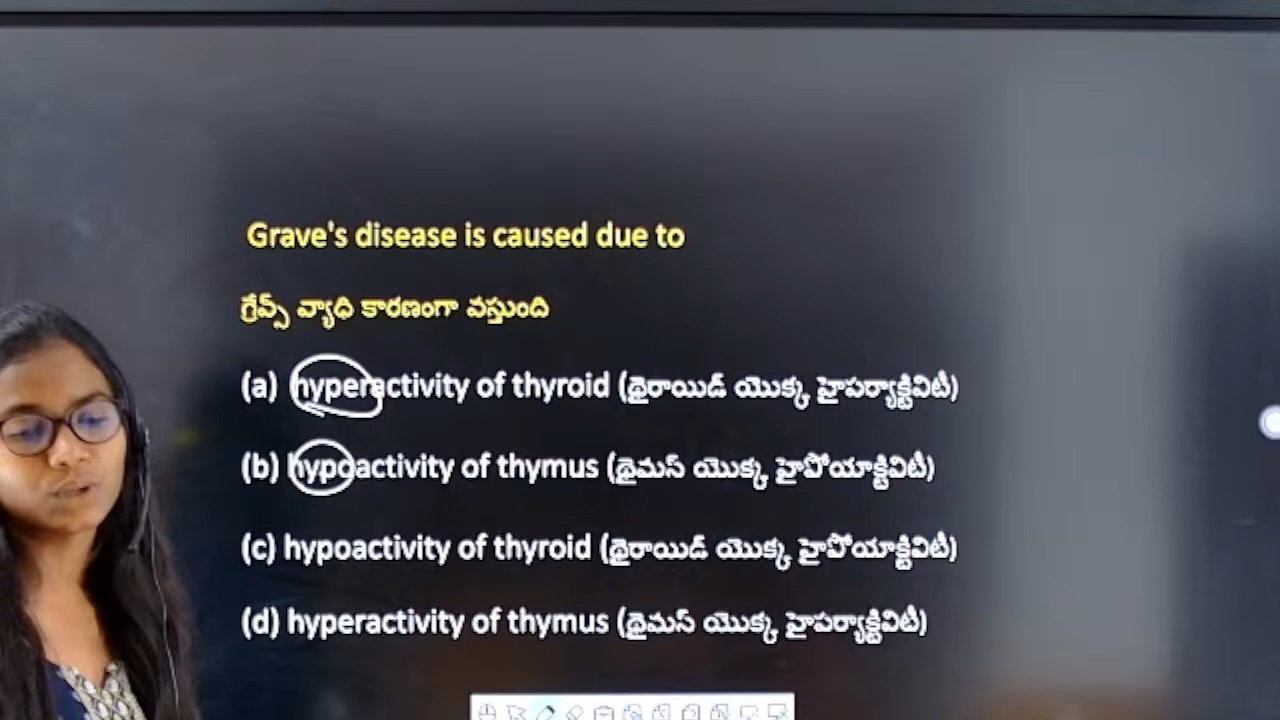 Grave's disease is caused due to
గ్రేవ్స్ వ్యాధి కారణంగా వస్తుంది
(a) hyperactivity of thyroid (థైరాయిడ్ యొక్క హైపర్యాక్టివిటీ)
(b) hypoactivity of thymus (థైమస్ యొక్క హైపోయాక్టివిటీ)
(c) hypoactivity of thyroid (థైరాయిడ్ యొక్క హైపోయాక్టివిటీ)
(d) hyperactivity of thymus (థైమస్ యొక్క హైపర్యాక్టివిటీ)